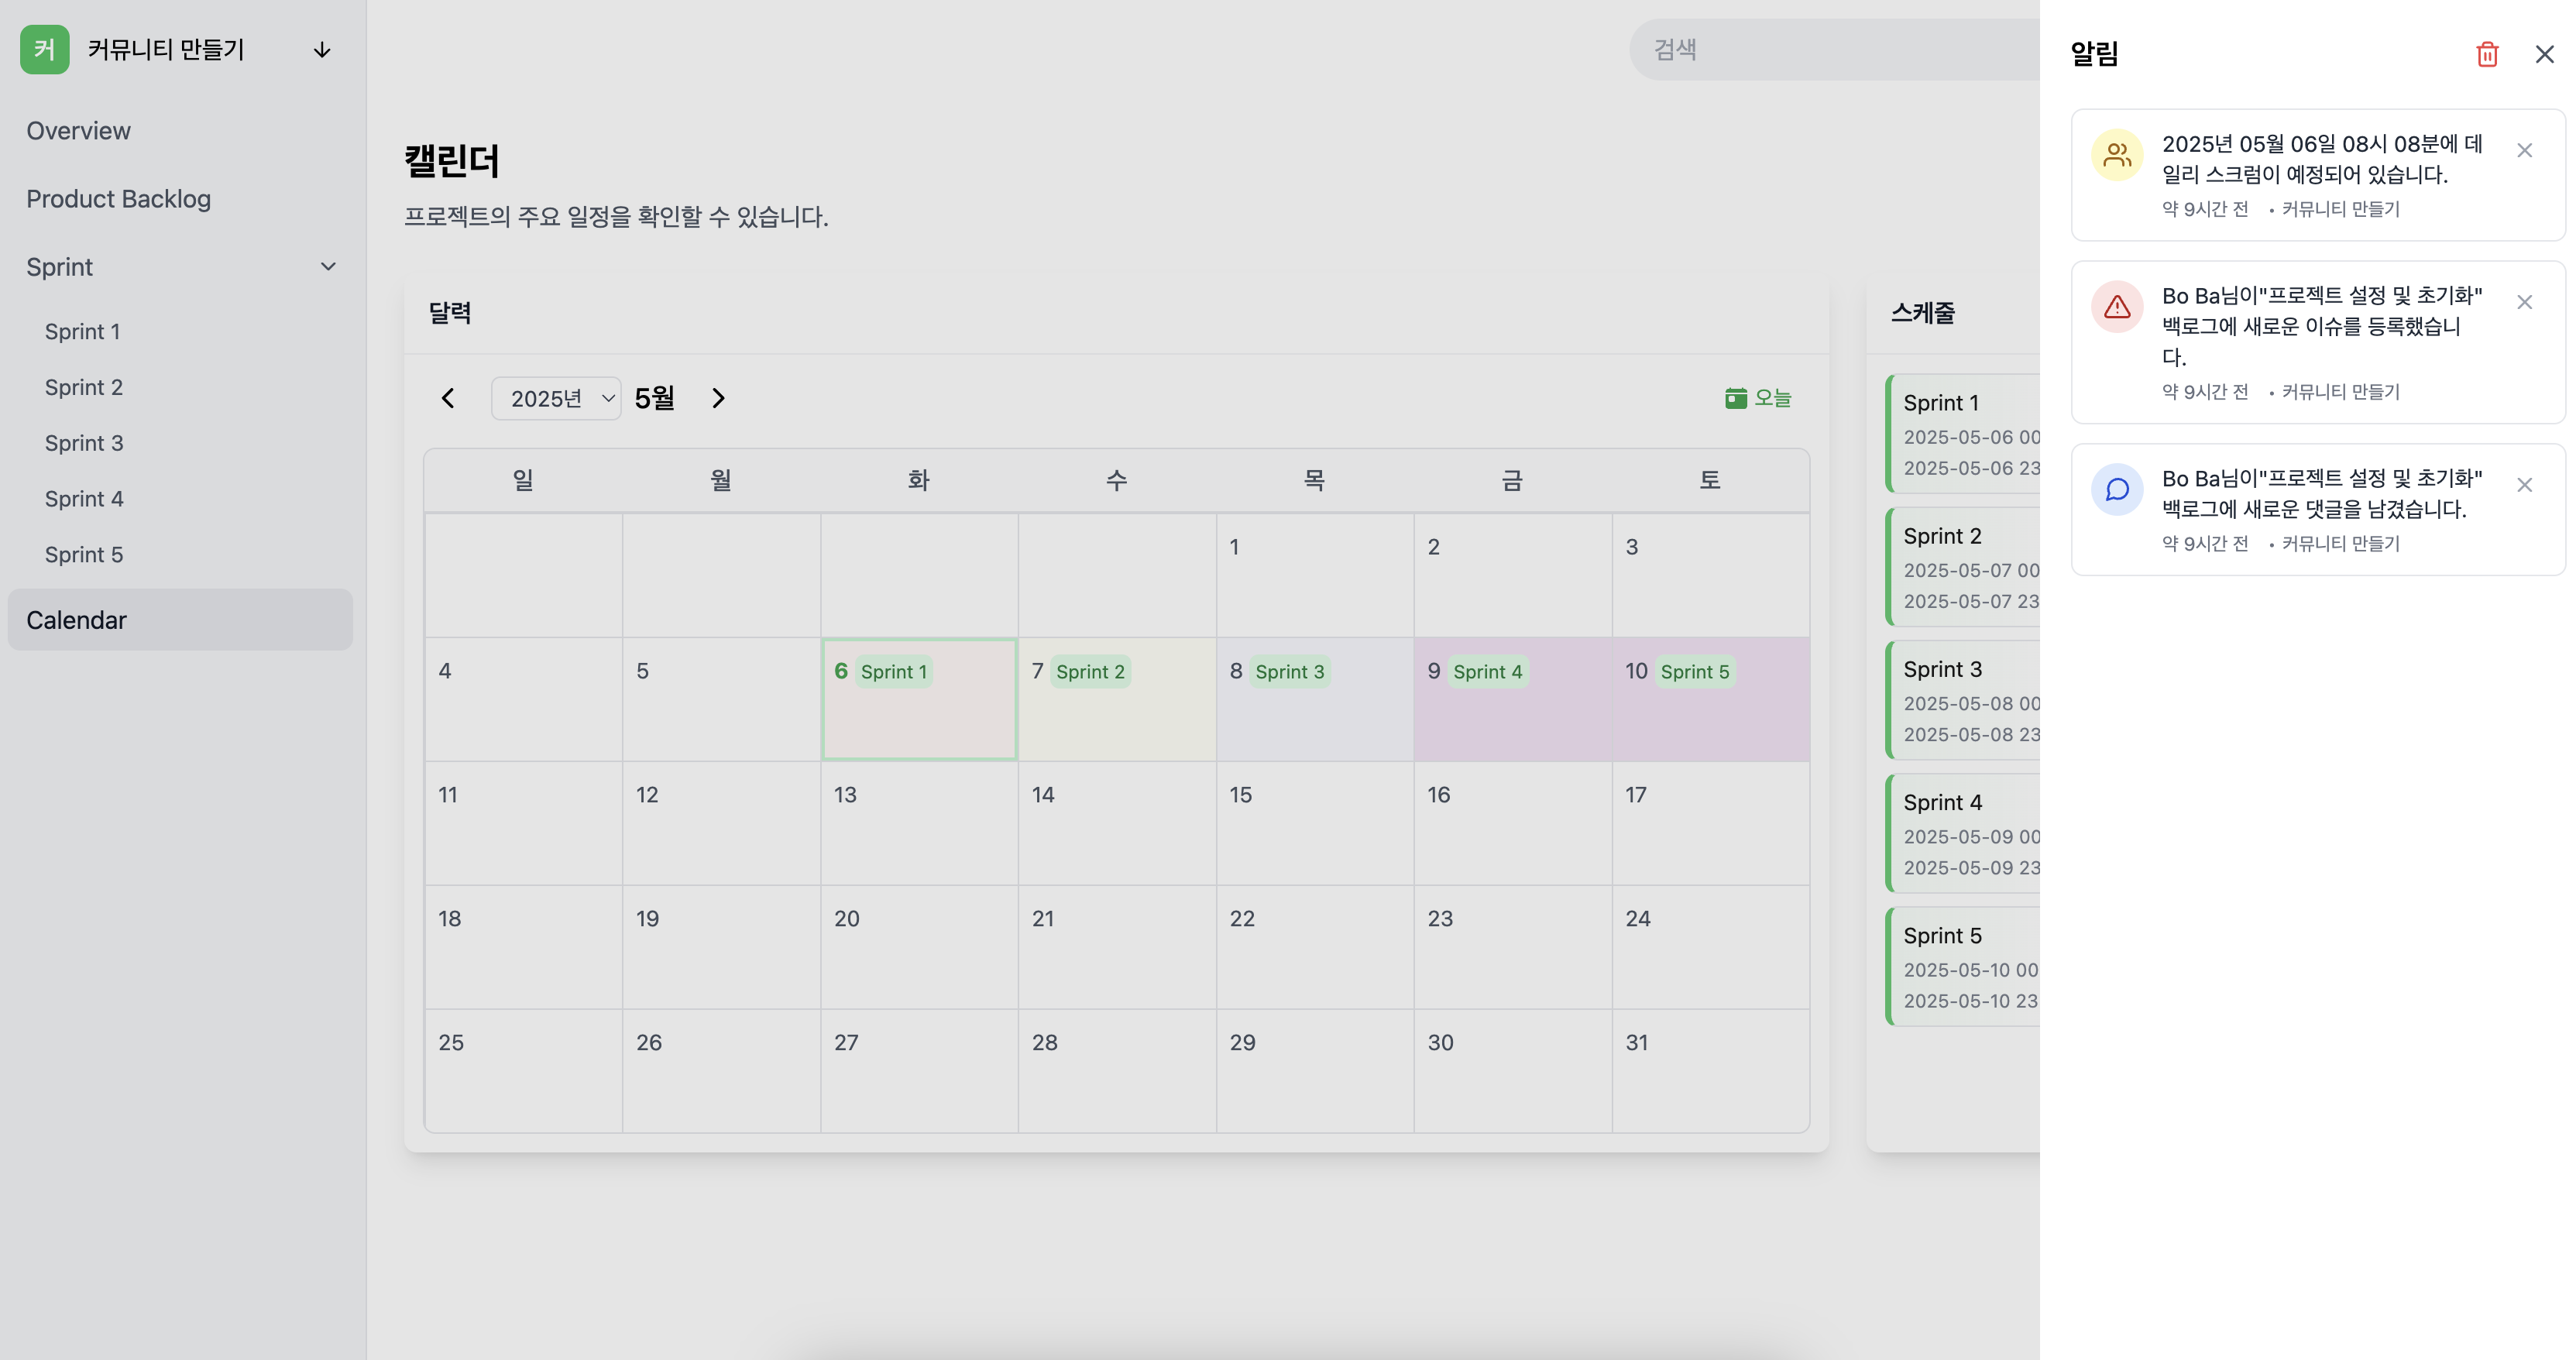 커 커뮤니티 만들기
Overview
Product Backlog
Sprint
Sprint 1
Sprint 2
Sprint 3
Sprint 4
Sprint 5
Calendar
검색
캘린더
프로젝트의 주요 일정을 확인할 수 있습니다.
달력
2025년 5월
오늘
일 월 화 수 목 금 토
1 2 3
4 5 6 Sprint 1 7 Sprint 2 8 Sprint 3 9 Sprint 4 10 Sprint 5
11 12 13 14 15 16 17
18 19 20 21 22 23 24
25 26 27 28 29 30 31
스케줄
Sprint 1
2025-05-06 00
2025-05-06 23
Sprint 2
2025-05-07 00
2025-05-07 23
Sprint 3
2025-05-08 00
2025-05-08 23
Sprint 4
2025-05-09 00
2025-05-09 23
Sprint 5
2025-05-10 00
2025-05-10 23
알림
2025년 05월 06일 08시 08분에 데
일리 스크럼이 예정되어 있습니다.
약 9시간 전 • 커뮤니티 만들기
Bo Ba님이"프로젝트 설정 및 초기화"
백로그에 새로운 이슈를 등록했습니
다.
약 9시간 전 • 커뮤니티 만들기
Bo Ba님이"프로젝트 설정 및 초기화"
백로그에 새로운 댓글을 남겼습니다.
약 9시간 전 • 커뮤니티 만들기